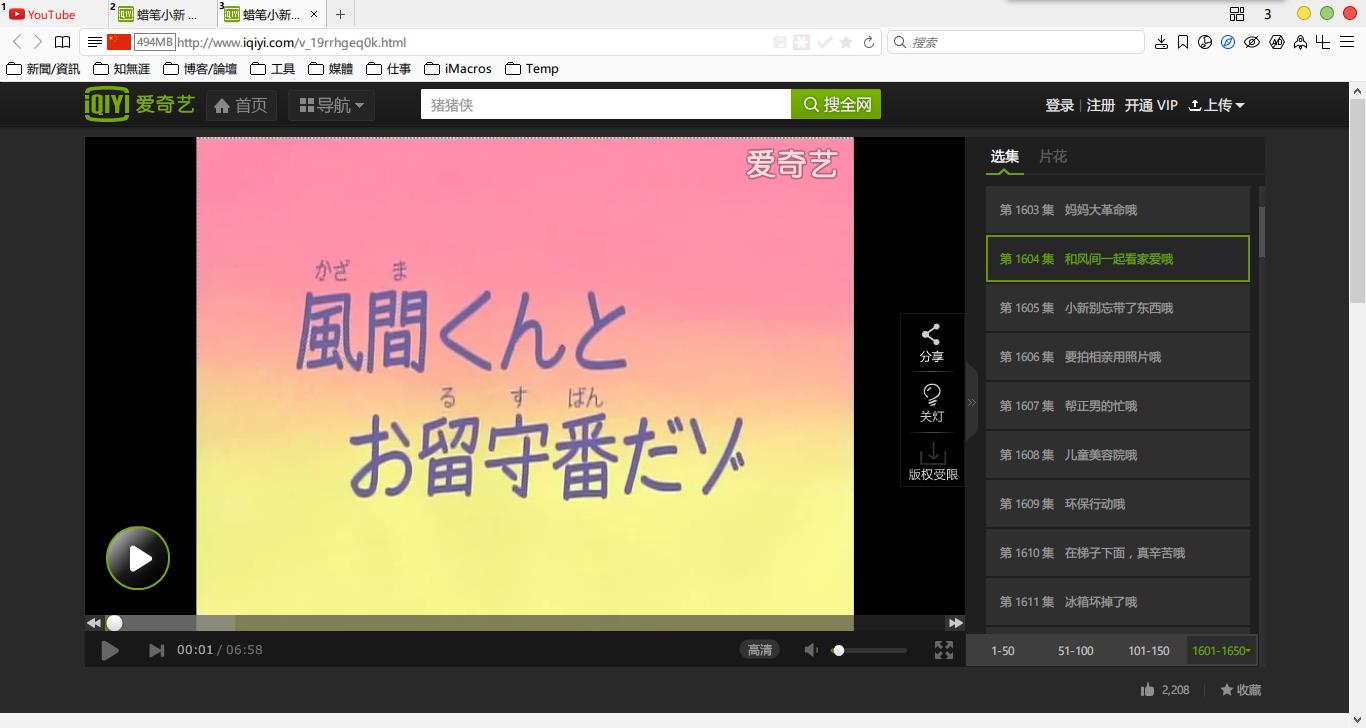 1 YouTube
2 蜡笔小新 ...
3 蜡笔小新...
3
494MB http://www.iqiyi.com/v_19rrhgeq0k.html
搜索
新聞/資訊 知無涯 博客/論壇 工具 媒體 仕事 iMacros Temp
iQIYI 爱奇艺 首页 导航 猪猪侠 搜全网 登录 注册 开通 VIP 上传
爱奇艺
かざ ま
風間くんと
る す ばん
お留守番だゾ
分享
关灯
版权受限
00:01 / 06:58
高清
选集 片花
第 1603 集 妈妈大革命哦
第 1604 集 和风间一起看家爱哦
第 1605 集 小新别忘带了东西哦
第 1606 集 要拍相亲用照片哦
第 1607 集 帮正男的忙哦
第 1608 集 儿童美容院哦
第 1609 集 环保行动哦
第 1610 集 在梯子下面，真辛苦哦
第 1611 集 冰箱坏掉了哦
1-50 51-100 101-150 1601-1650
2,208 收藏